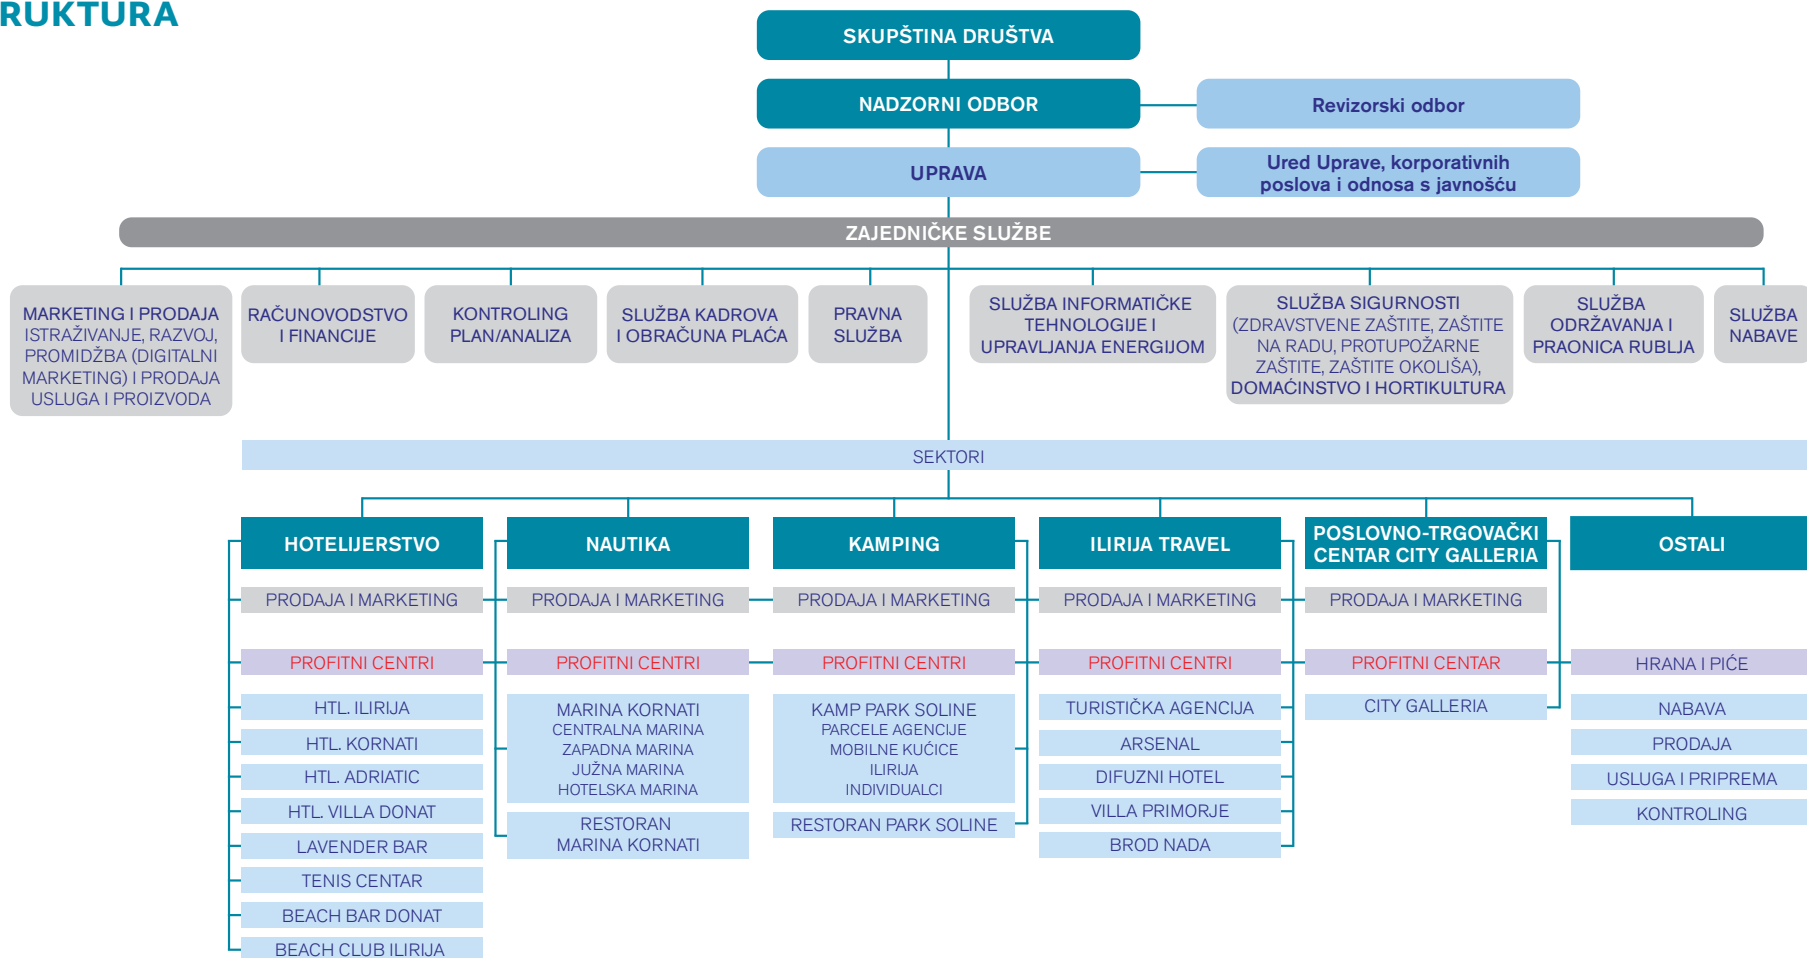 RUKTURA
SKUPŠTINA DRUŠTVA
NADZORNI ODBOR
Revizorski odbor
UPRAVA
Ured Uprave, korporativnih
poslova i odnosa s javnošću
ZAJEDNIČKE SLUŽBE
MARKETING I PRODAJA
ISTRAŽIVANJE, RAZVOJ,
PROMIDŽBA (DIGITALNI
MARKETING) I PRODAJA
USLUGA I PROIZVODA
RAČUNOVODSTVO
I FINANCIJE
KONTROLING
PLAN/ANALIZA
SLUŽBA KADROVA
I OBRAČUNA PLAĆA
PRAVNA
SLUŽBA
SLUŽBA INFORMATIČKE
TEHNOLOGIJE I
UPRAVLJANJA ENERGIJOM
SLUŽBA SIGURNOSTI
(ZDRAVSTVENE ZAŠTITE, ZAŠTITE
NA RADU, PROTUPOŽARNE
ZAŠTITE, ZAŠTITE OKOLIŠA),
DOMAĆINSTVO I HORTIKULTURA
SLUŽBA
ODRŽAVANJA I
PRAONICA RUBLJA
SLUŽBA
NABAVE
SEKTORI
HOTELIJERSTVO
PRODAJA I MARKETING
PROFITNI CENTRI
HTL. ILIRIJA
HTL. KORNATI
HTL. ADRIATIC
HTL. VILLA DONAT
LAVENDER BAR
TENIS CENTAR
BEACH BAR DONAT
BEACH CLUB ILIRIJA
NAUTIKA
PRODAJA I MARKETING
PROFITNI CENTRI
MARINA KORNATI
CENTRALNA MARINA
ZAPADNA MARINA
JUŽNA MARINA
HOTELSKA MARINA
RESTORAN
MARINA KORNATI
KAMPING
PRODAJA I MARKETING
PROFITNI CENTRI
KAMP PARK SOLINE
PARCELE AGENCIJE
MOBILNE KUĆICE
ILIRIJA
INDIVIDUALCI
RESTORAN PARK SOLINE
ILIRIJA TRAVEL
PRODAJA I MARKETING
PROFITNI CENTRI
TURISTIČKA AGENCIJA
ARSENAL
DIFUZNI HOTEL
VILLA PRIMORJE
BROD NADA
POSLOVNO-TRGOVAČKI
CENTAR CITY GALLERIA
PRODAJA I MARKETING
PROFITNI CENTAR
CITY GALLERIA
OSTALI
HRANA I PIĆE
NABAVA
PRODAJA
USLUGA I PRIPREMA
KONTROLING